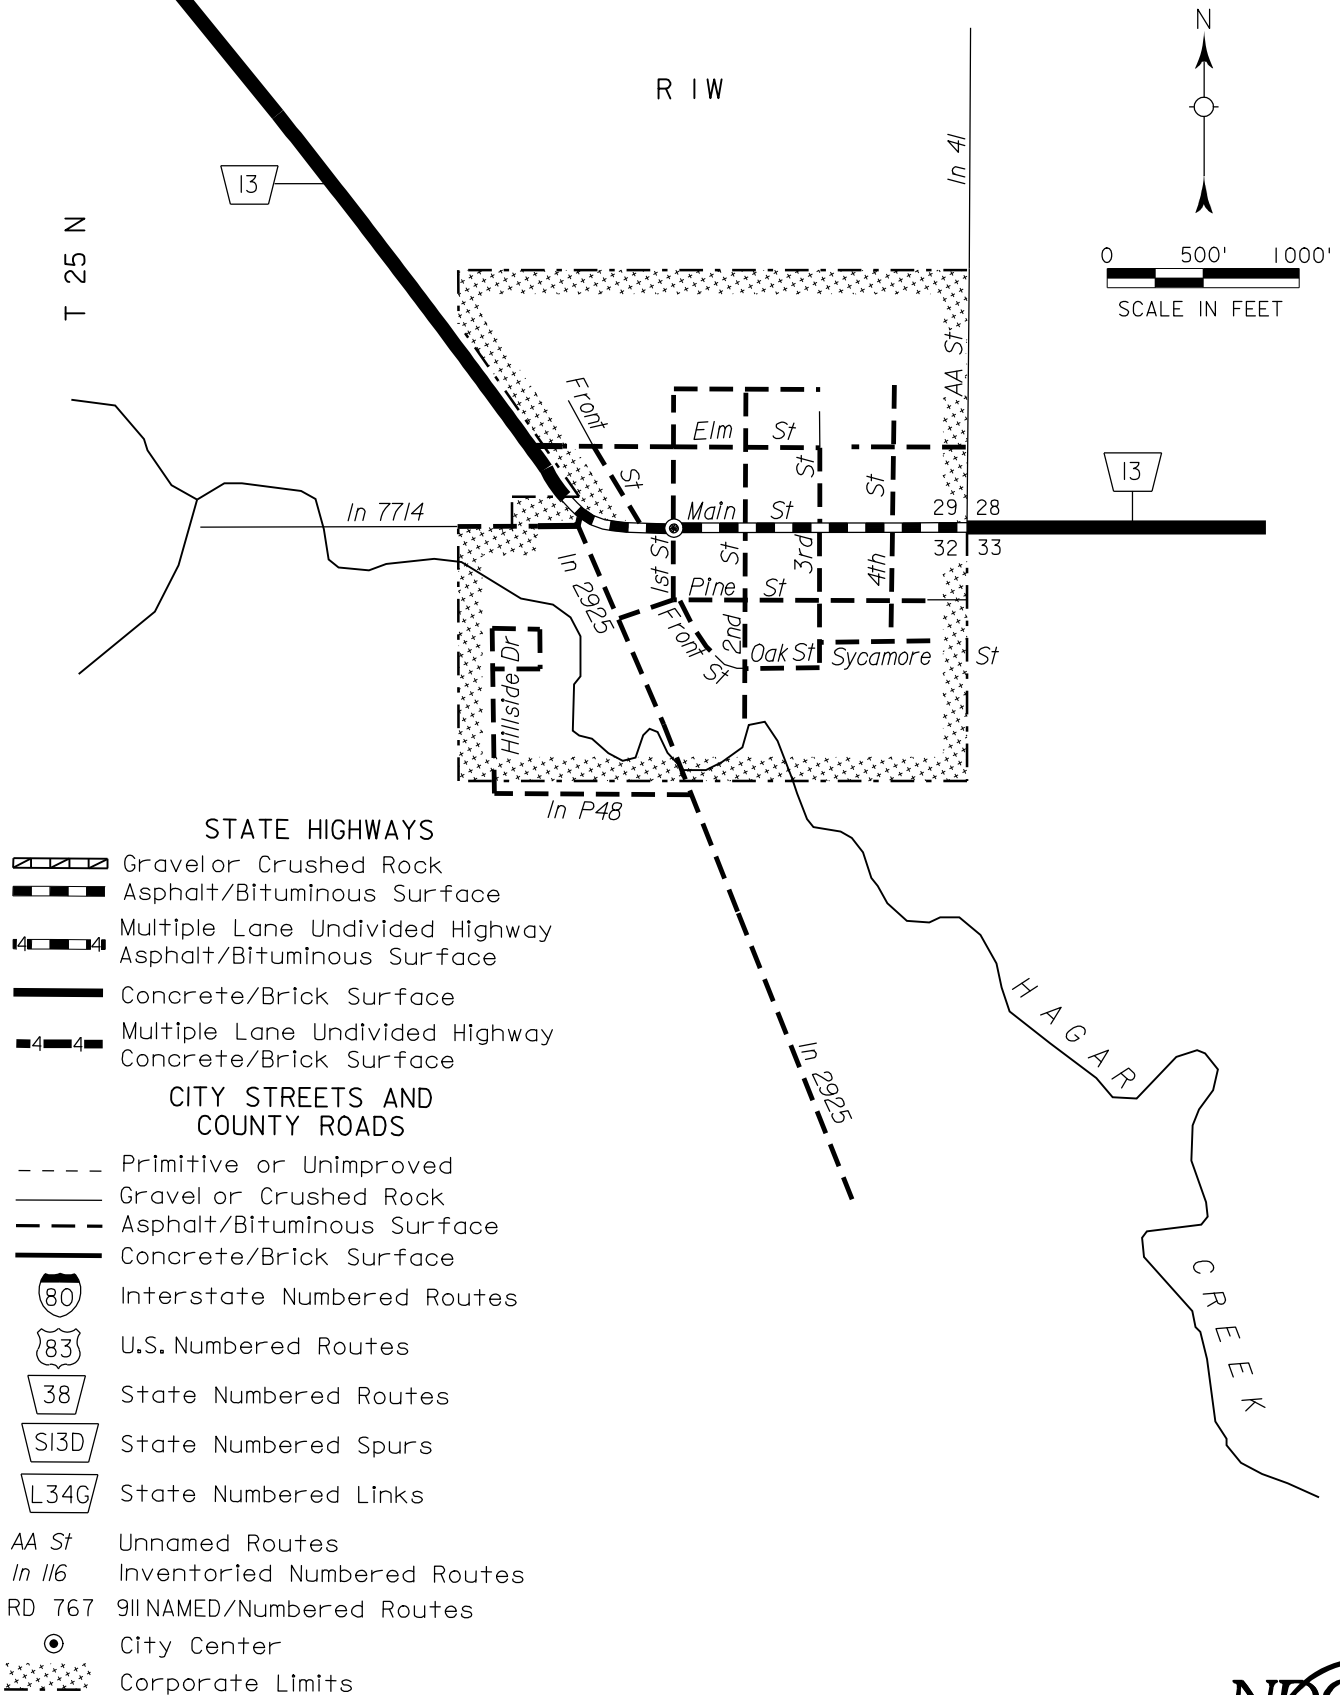 N
R 1W
In 41
13
T 25 N
0 500' 1000'
SCALE IN FEET
AA St
Front St
Elm St
St
St
13
In 7714
Main St
29 28
32 33
1st St
2nd St
3rd
4th
In 2925
Pine St
Front St
Oak St
Sycamore St
Hillside Dr
In P48
STATE HIGHWAYS
Gravel or Crushed Rock
Asphalt/Bituminous Surface
4 4
Multiple Lane Undivided Highway
Asphalt/Bituminous Surface
Concrete/Brick Surface
4 4
Multiple Lane Undivided Highway
Concrete/Brick Surface
HAGAR
In 2925
CITY STREETS AND
COUNTY ROADS
Primitive or Unimproved
Gravel or Crushed Rock
Asphalt/Bituminous Surface
Concrete/Brick Surface
CREEK
80 Interstate Numbered Routes
83 U.S. Numbered Routes
38 State Numbered Routes
S13D State Numbered Spurs
L34G State Numbered Links
AA St Unnamed Routes
In 116 Inventoried Numbered Routes
RD 767 911 NAMED/Numbered Routes
City Center
Corporate Limits